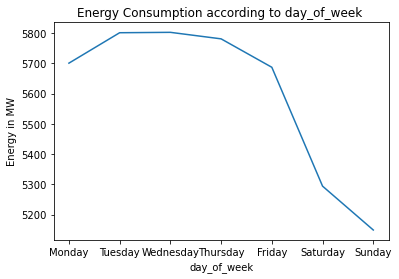 Energy Consumption according to day_of_week
Energy in MW
5800
5700
5600
5500
5400
5300
5200
Monday Tuesday Wednesday Thursday Friday Saturday Sunday
day_of_week